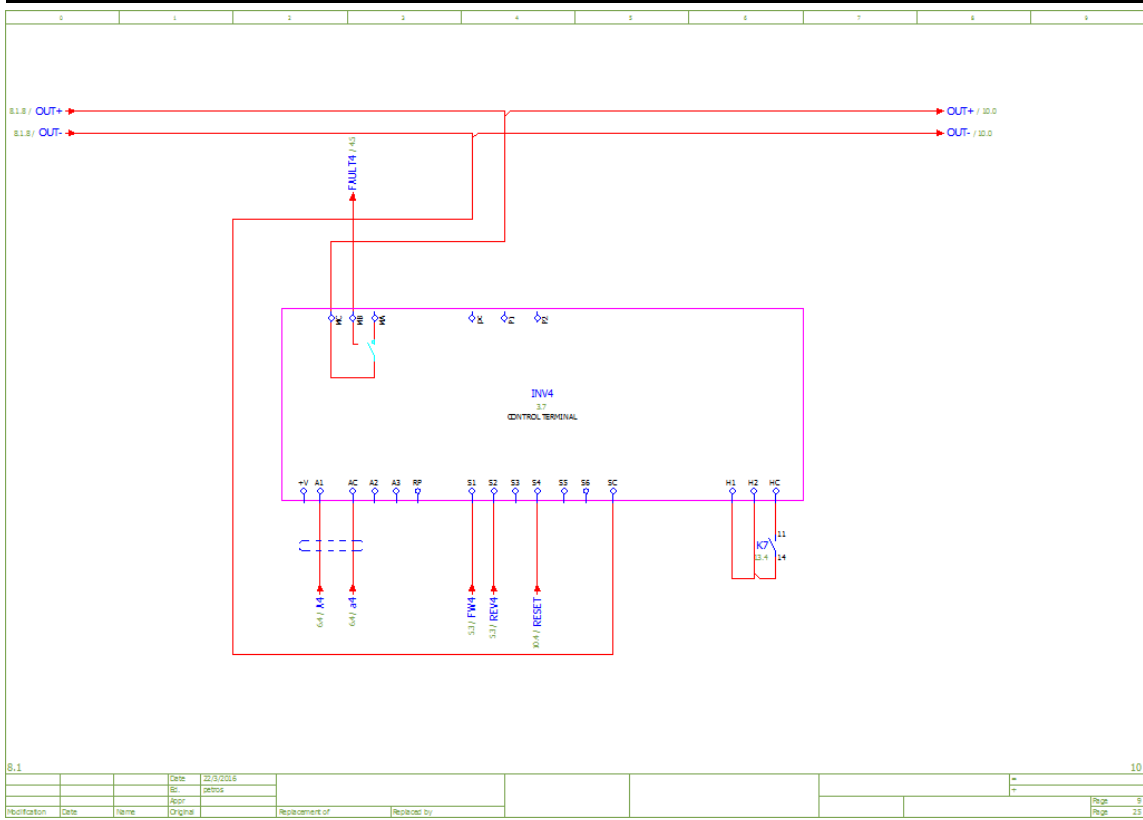 0 1 2 3 4 5 6 7 8 9
8.1.8 / OUT+
OUT+ / 10.0
8.1.8 / OUT-
OUT- / 10.0
FAULT4 / 4.5
MC MB MA
PC P1 P2
INV4
3.7
CONTROL TERMINAL
+V A1 AC A2 A3 RP S1 S2 S3 S4 S5 S6 SC H1 H2 HC
11
K7
13.4 14
6.4 / A4
6.4 / a4
5.3 / FW4
5.3 / REV4
10.4 / RESET
8.1
10
Date 22/3/2016
=
Ed. petros
+
Appr
Page 9
Modification Date Name Original Replacement of Replaced by
Page 25